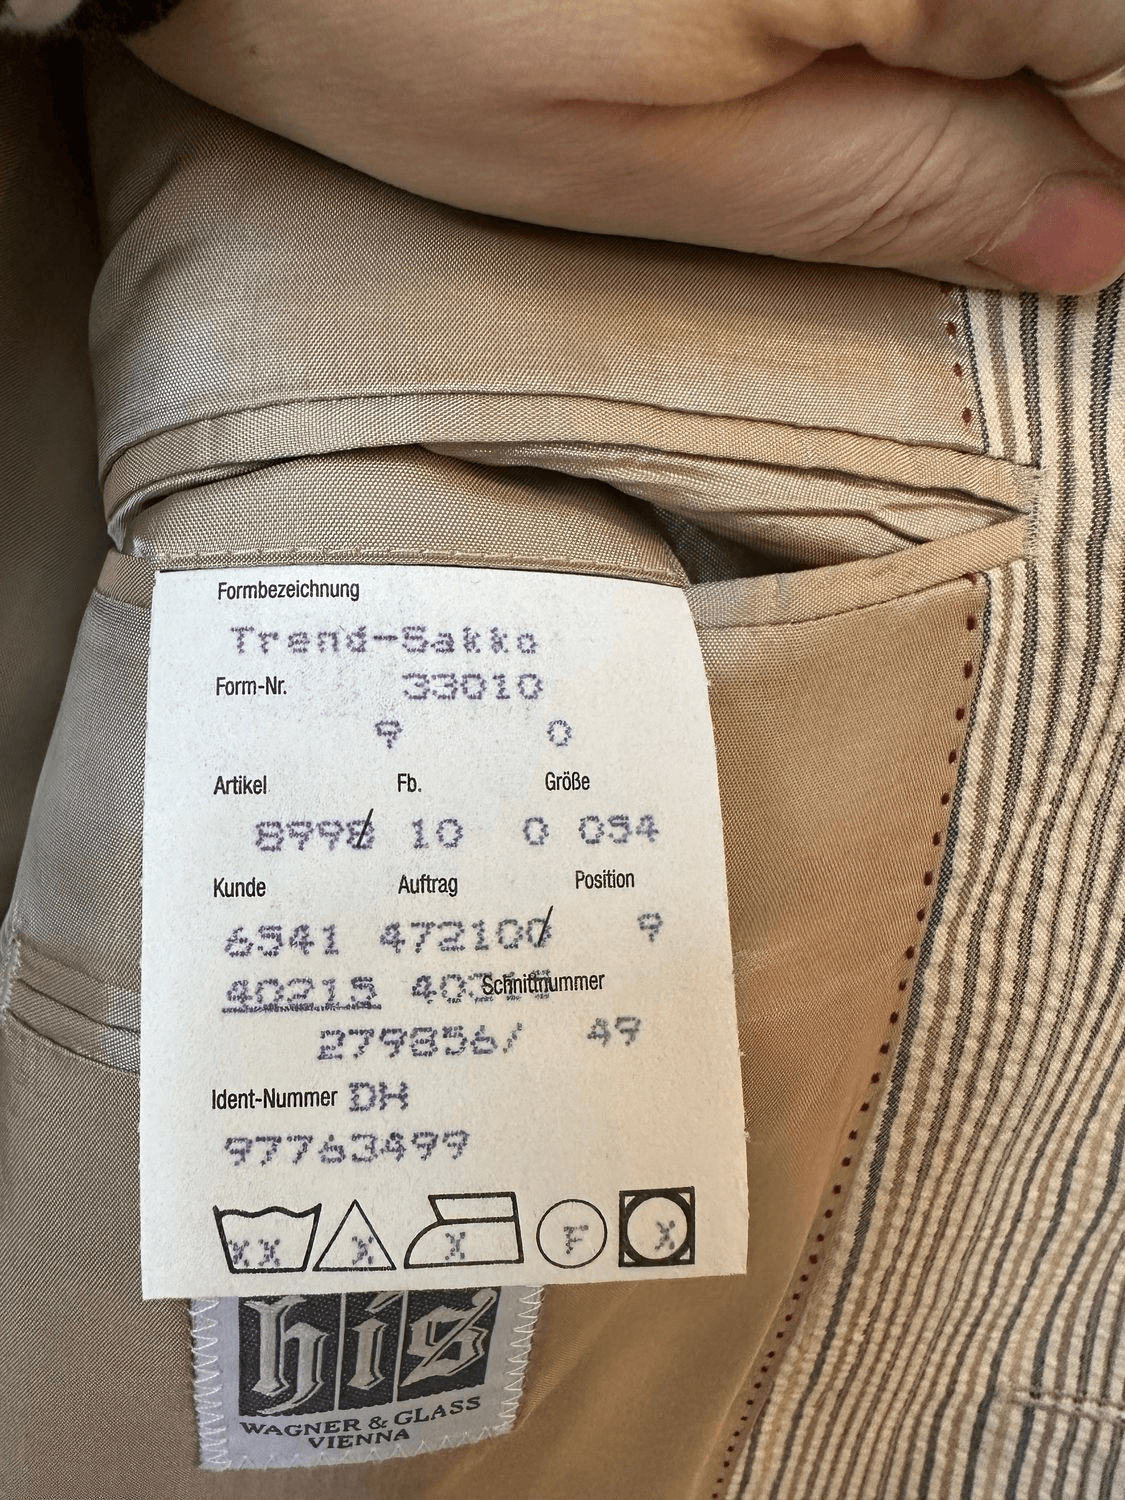 Formbezeichnung
Trend-Sakko
Form-Nr. 33010
9 0
Artikel Fb. Größe
8998/ 10 0 054
Kunde Auftrag Position
6541 472100/ 9
40215 Schnittnummer
279856/ 49
Ident-Nummer DH
97763499
XX X X F X
his
WAGNER & GLASS
VIENNA